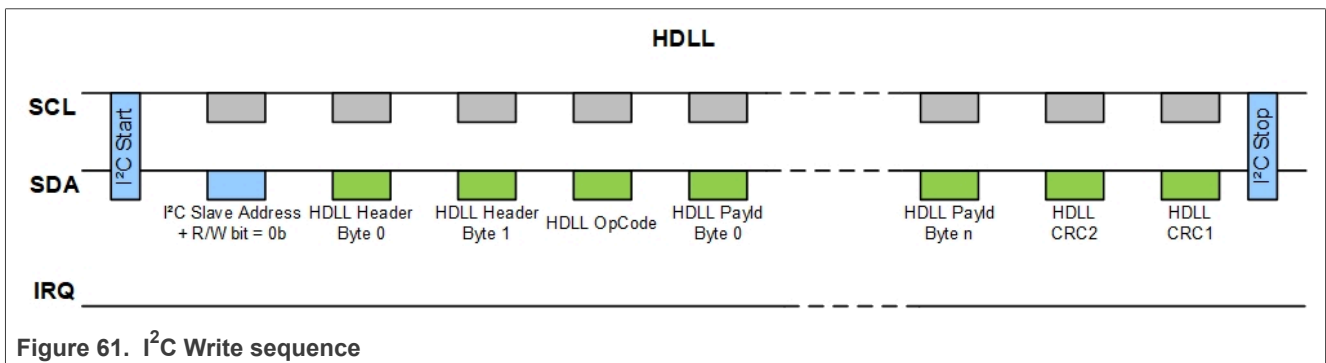 HDLL
SCL
I²C Start
I²C Stop
SDA
I²C Slave Address
+ R/W bit = 0b
HDLL Header
Byte 0
HDLL Header
Byte 1
HDLL OpCode
HDLL Payld
Byte 0
HDLL Payld
Byte n
HDLL
CRC2
HDLL
CRC1
IRQ
Figure 61. I²C Write sequence